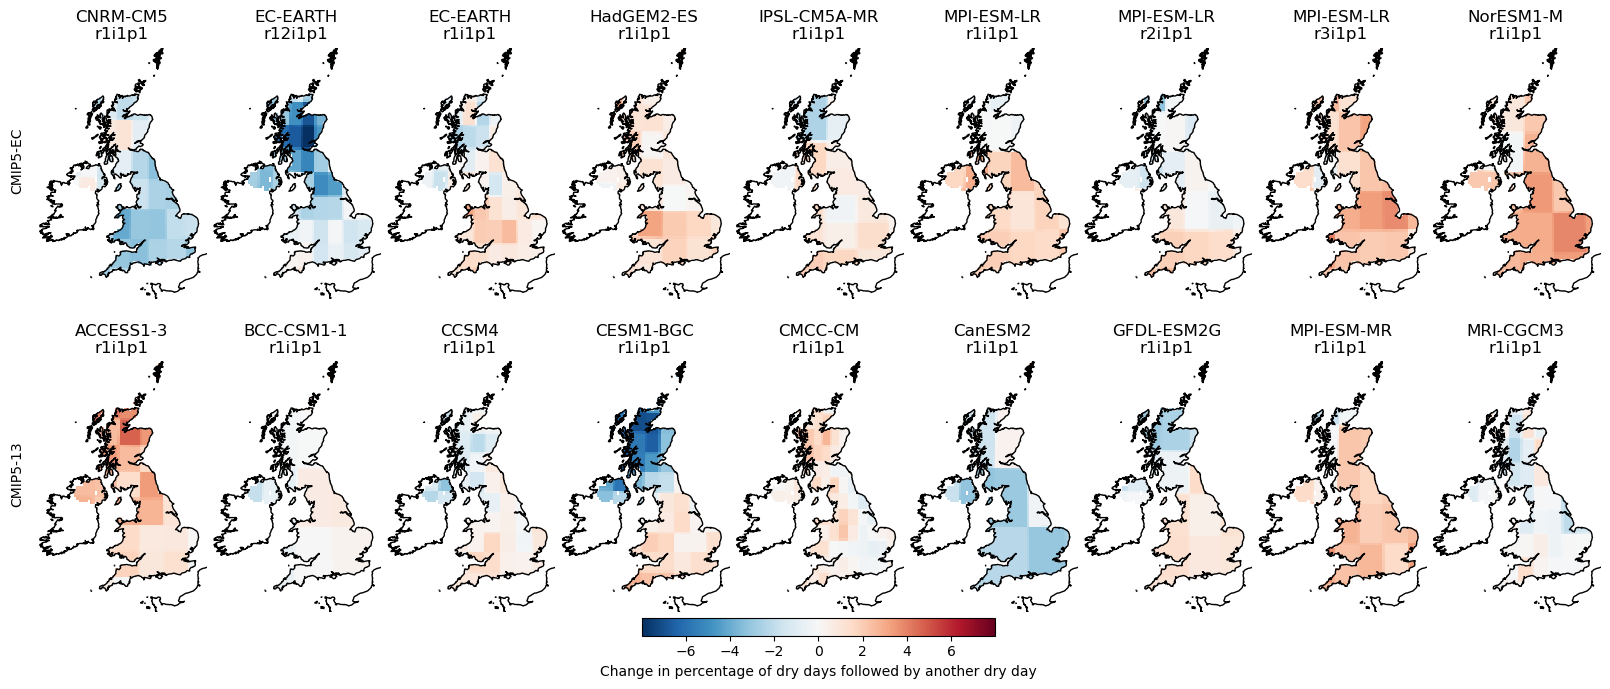 CNRM-CM5
r1i1p1
EC-EARTH
r12i1p1
EC-EARTH
r1i1p1
HadGEM2-ES
r1i1p1
IPSL-CM5A-MR
r1i1p1
MPI-ESM-LR
r1i1p1
MPI-ESM-LR
r2i1p1
MPI-ESM-LR
r3i1p1
NorESM1-M
r1i1p1
CMIP5-EC
ACCESS1-3
r1i1p1
BCC-CSM1-1
r1i1p1
CCSM4
r1i1p1
CESM1-BGC
r1i1p1
CMCC-CM
r1i1p1
CanESM2
r1i1p1
GFDL-ESM2G
r1i1p1
MPI-ESM-MR
r1i1p1
MRI-CGCM3
r1i1p1
CMIP5-13
−6 −4 −2 0 2 4 6
Change in percentage of dry days followed by another dry day